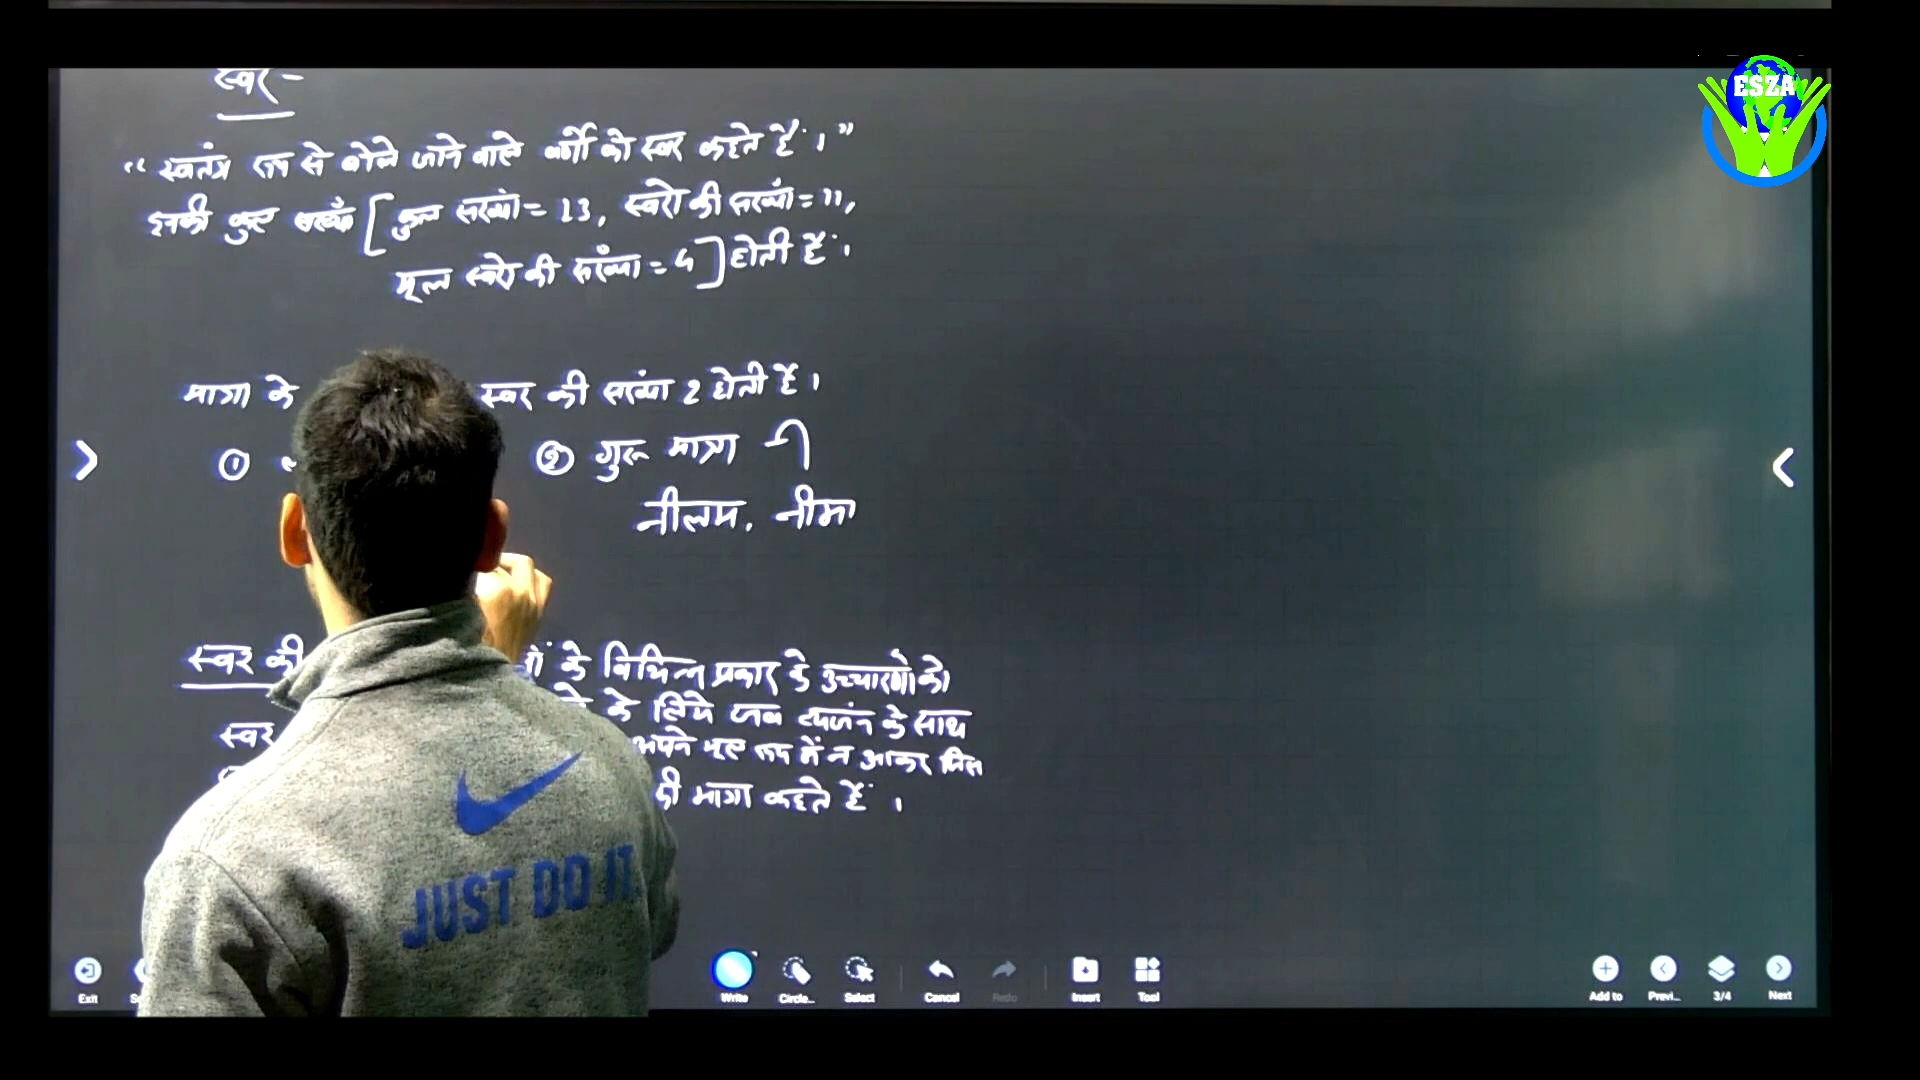 स्वर -
ESZA
“ स्वतंत्र रूप से बोले जाने वाले वर्णो को स्वर कहते हैं । ”
इनकी कुल संख्याँ [ कुल संख्या = 13, स्वरो की संख्या = 11,
मूल स्वरो की संख्या = 4 ] होती हैं ।
मात्रा के स्वर की संख्या 2 होती है ।
① ② गुरु मात्रा - ी
नीलम, नीमा
स्वर की के विभिन्न प्रकार के उच्चारणो को
स्वर के लिये जब व्यजंन के साथ
अपने मूल रूप में न आकर जिस
की मात्रा कहते हैं ।
JUST DO IT.
Exit Write Circle... Select Cancel Redo Insert Tool Add to Previ... 3/4 Next